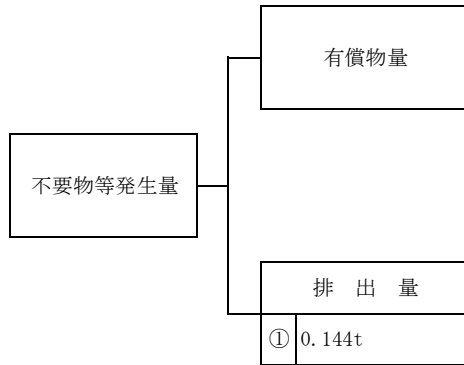 有償物量
不要物等発生量
排　出　量
① 0.144t